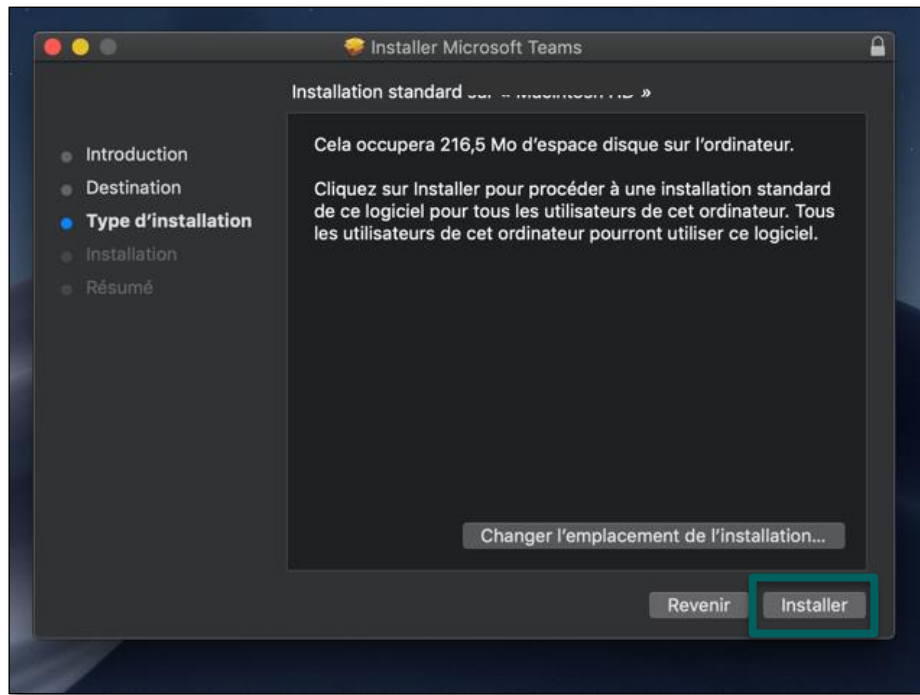 Installer Microsoft Teams
Installation standard »
Introduction
Destination
Type d'installation
Installation
Résumé
Cela occupera 216,5 Mo d'espace disque sur l'ordinateur.
Cliquez sur Installer pour procéder à une installation standard
de ce logiciel pour tous les utilisateurs de cet ordinateur. Tous
les utilisateurs de cet ordinateur pourront utiliser ce logiciel.
Changer l'emplacement de l'installation...
Revenir
Installer